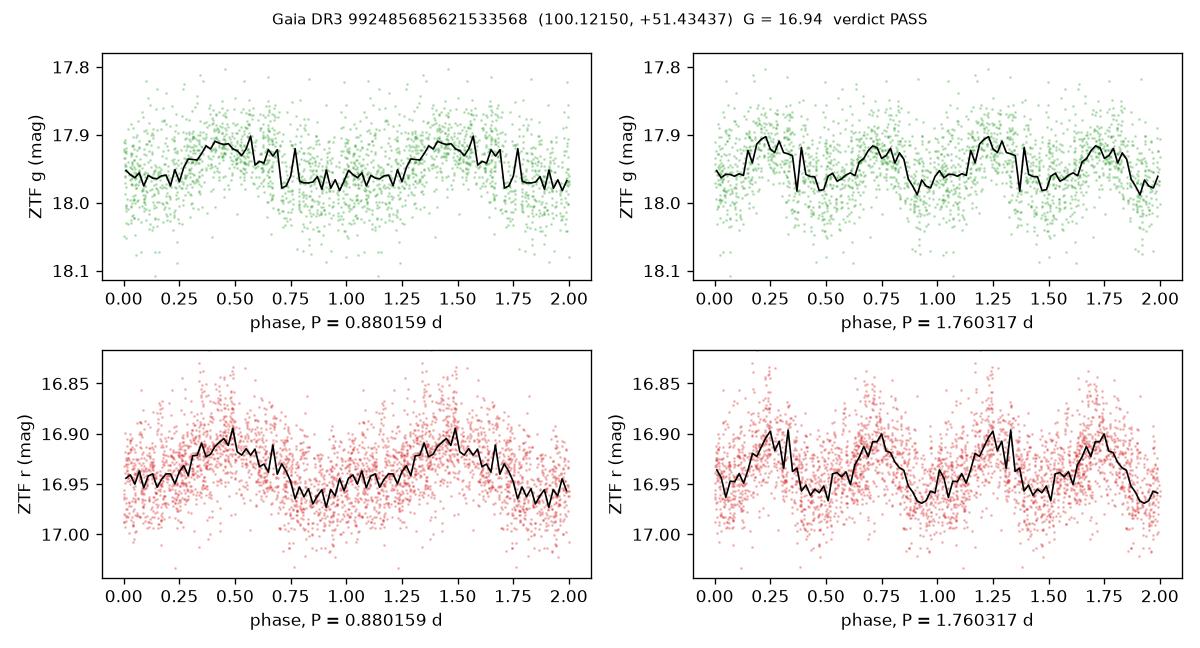 Gaia DR3 992485685621533568  (100.12150, +51.43437)  G = 16.94  verdict PASS
ZTF g (mag)
17.8
17.9
18.0
18.1
0.00 0.25 0.50 0.75 1.00 1.25 1.50 1.75 2.00
phase, P = 0.880159 d
ZTF g (mag)
17.8
17.9
18.0
18.1
0.00 0.25 0.50 0.75 1.00 1.25 1.50 1.75 2.00
phase, P = 1.760317 d
ZTF r (mag)
16.85
16.90
16.95
17.00
0.00 0.25 0.50 0.75 1.00 1.25 1.50 1.75 2.00
phase, P = 0.880159 d
ZTF r (mag)
16.85
16.90
16.95
17.00
0.00 0.25 0.50 0.75 1.00 1.25 1.50 1.75 2.00
phase, P = 1.760317 d